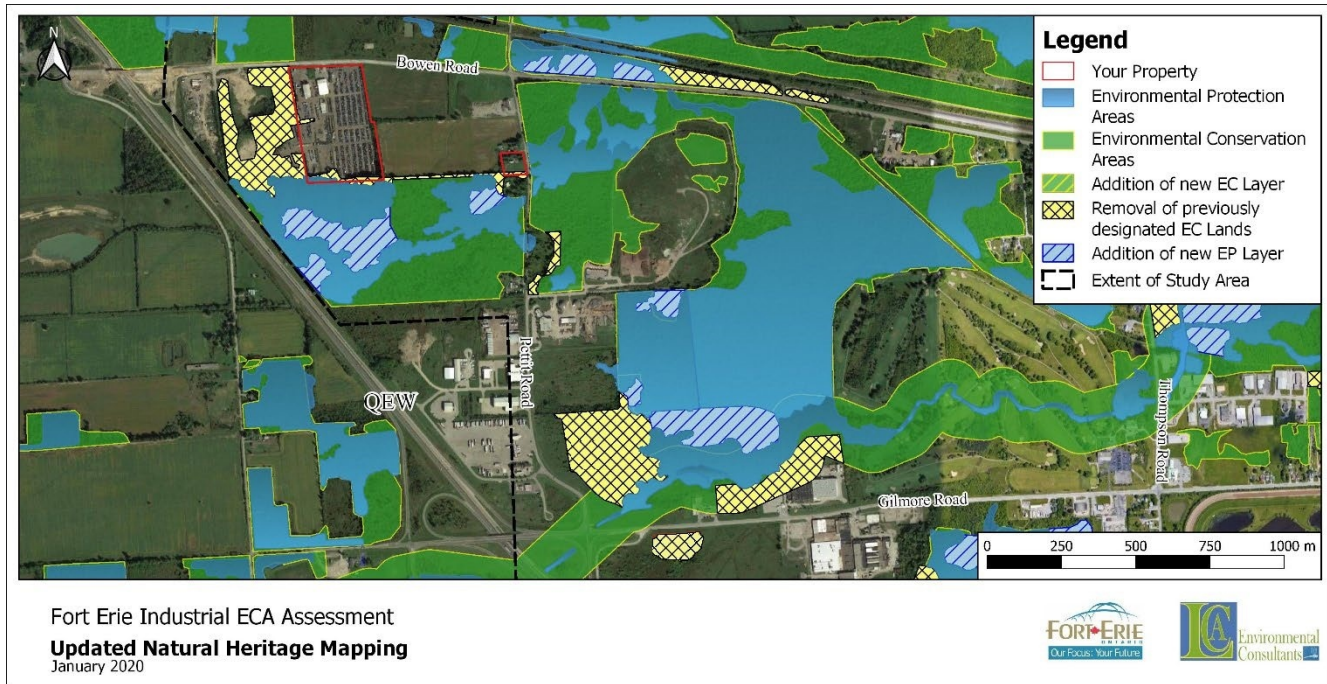 N
Bowen Road
Pettit Road
QEW
Thompson Road
Gilmore Road
Legend
Your Property
Environmental Protection
Areas
Environmental Conservation
Areas
Addition of new EC Layer
Removal of previously
designated EC Lands
Addition of new EP Layer
Extent of Study Area
0 250 500 750 1000 m
Fort Erie Industrial ECA Assessment
Updated Natural Heritage Mapping
January 2020
FORT ERIE
ONTARIO
Our Focus: Your Future
LCA
Environmental
Consultants